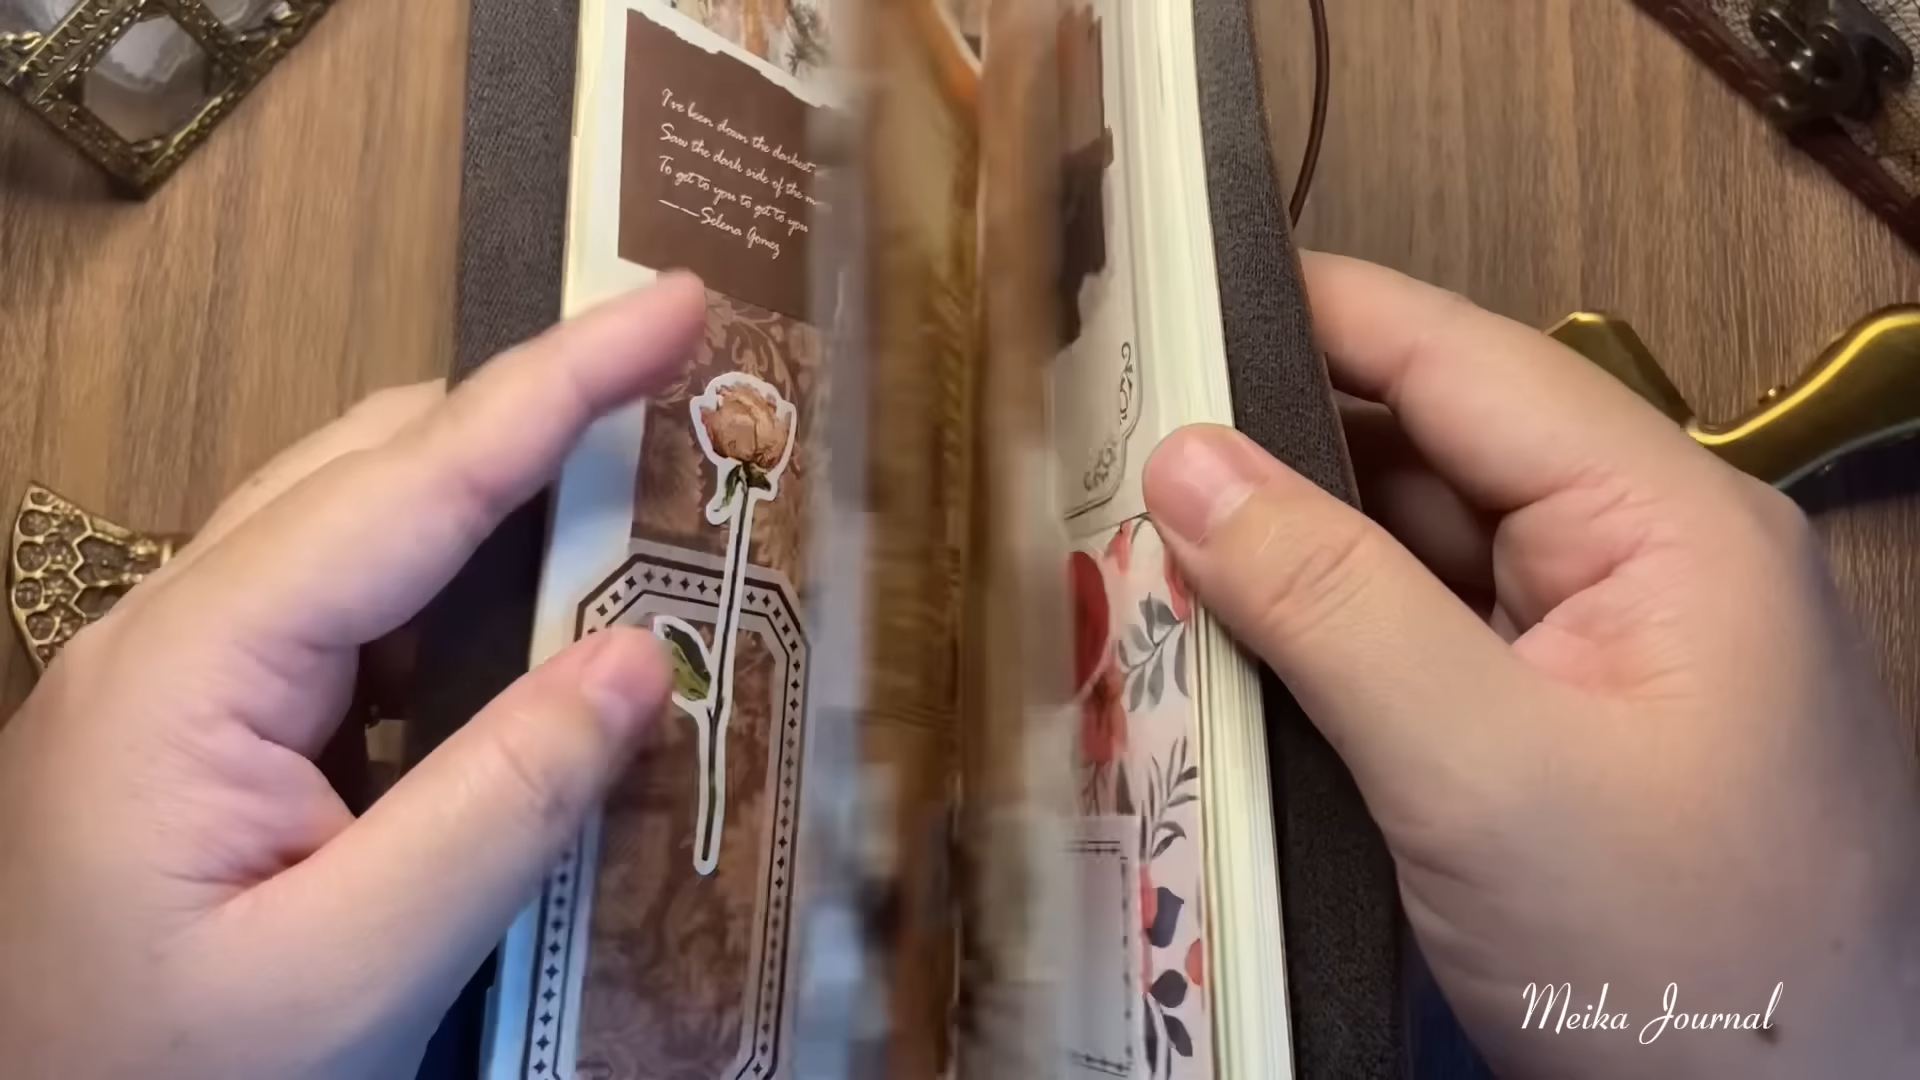 I've been down the darkest
Saw the dark side of the m
To get to you to get to you
——Selena Gomez
Meika Journal